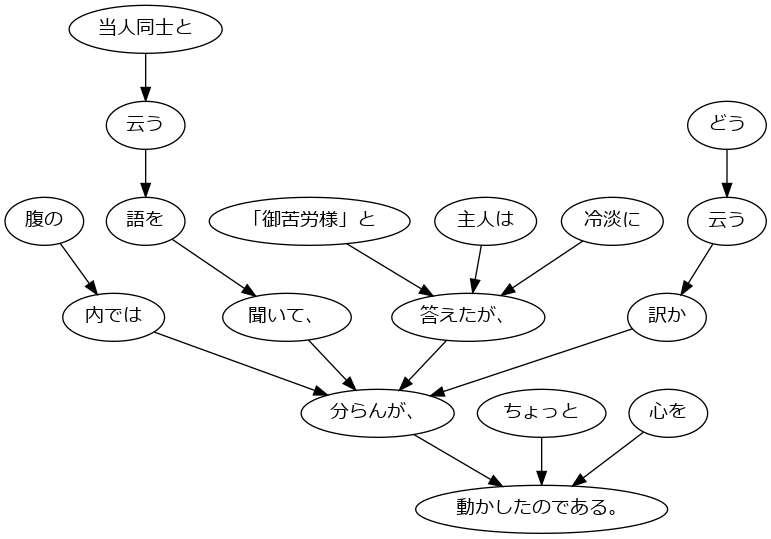 当人同士と
云う
どう
腹の
語を
「御苦労様」と
主人は
冷淡に
云う
内では
聞いて、
答えたが、
訳か
分らんが、
ちょっと
心を
動かしたのである。